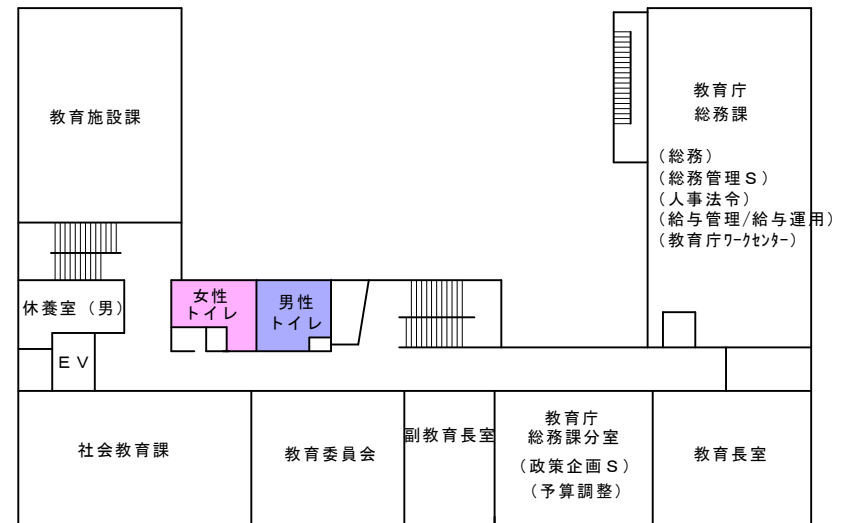 教育施設課
教育庁
総務課
(総務)
(総務管理S)
(人事法令)
(給与管理/給与運用)
(教育庁ワークセンター)
休養室(男)
女性
トイレ
男性
トイレ
EV
社会教育課
教育委員会
副教育長室
教育庁
総務課分室
(政策企画S)
(予算調整)
教育長室